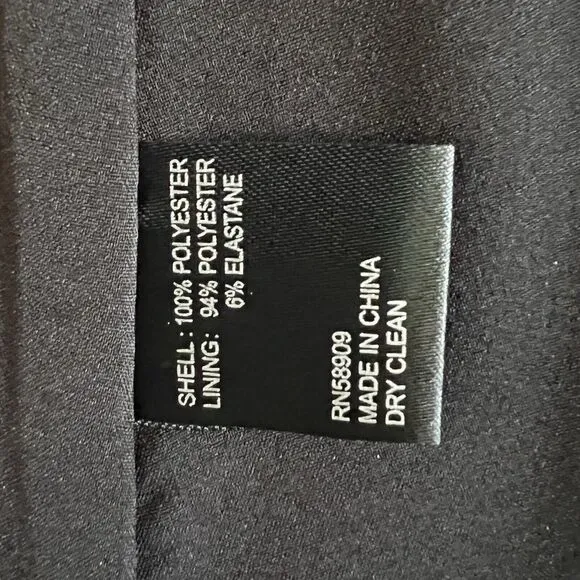 SHELL : 100% POLYESTER
LINING: 94% POLYESTER
6% ELASTANE
RN58909
MADE IN CHINA
DRY CLEAN